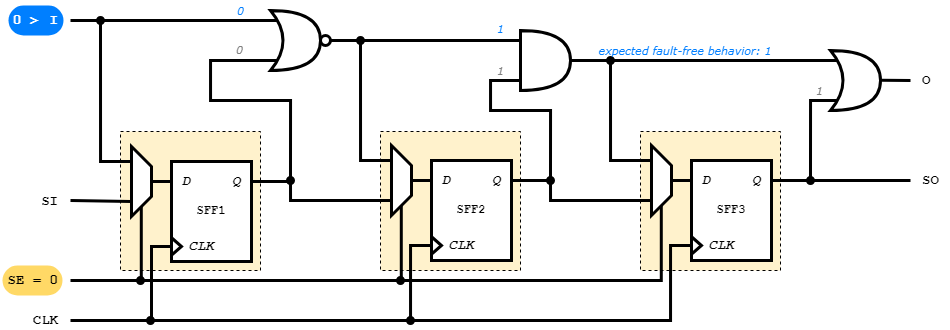 0 > I
0
0
1
1
expected fault-free behavior: 1
1
O
D
Q
SFF1
CLK
D
Q
SFF2
CLK
D
Q
SFF3
CLK
SI
SO
SE = 0
CLK